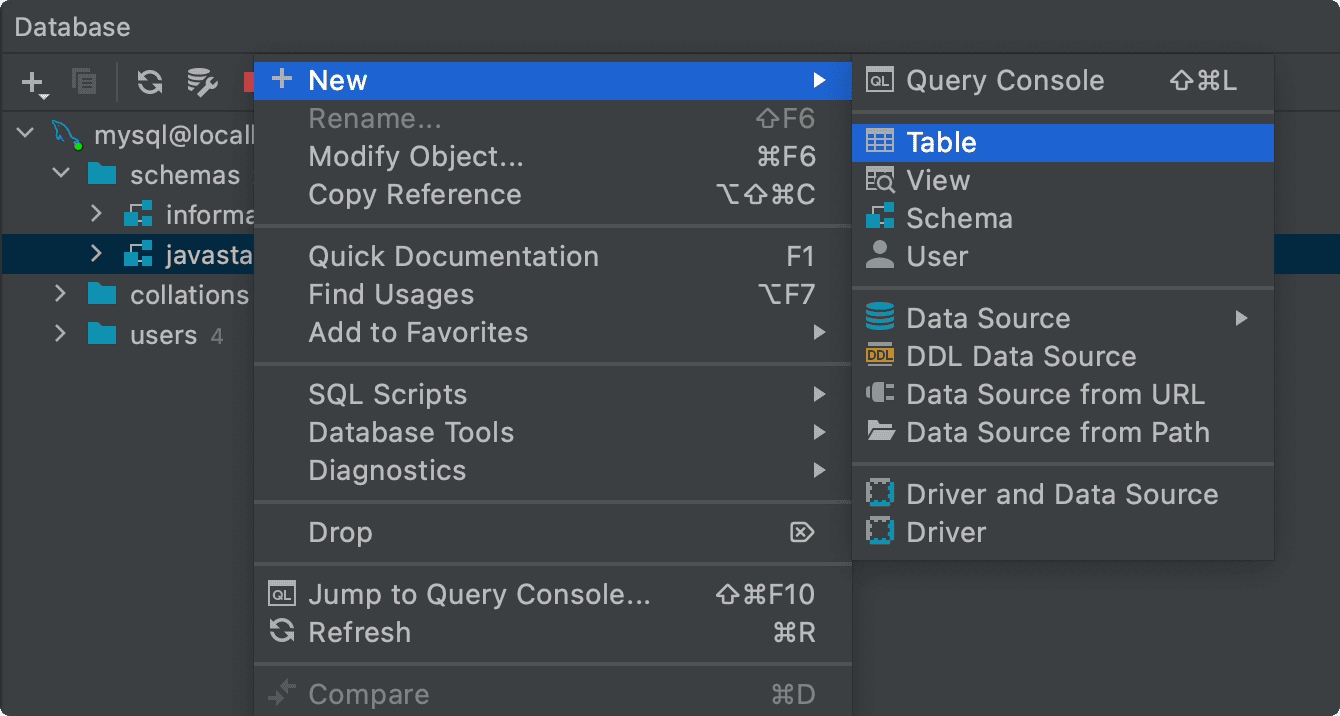 Database
mysql@locall
schemas
informa
javasta
collations
users 4
New
Rename... ⇧F6
Modify Object... ⌘F6
Copy Reference ⌥⇧⌘C
Quick Documentation F1
Find Usages ⌥F7
Add to Favorites
SQL Scripts
Database Tools
Diagnostics
Drop
QL Jump to Query Console... ⇧⌘F10
Refresh ⌘R
Compare ⌘D
QL Query Console ⇧⌘L
Table
View
Schema
User
Data Source
DDL DDL Data Source
Data Source from URL
Data Source from Path
Driver and Data Source
Driver